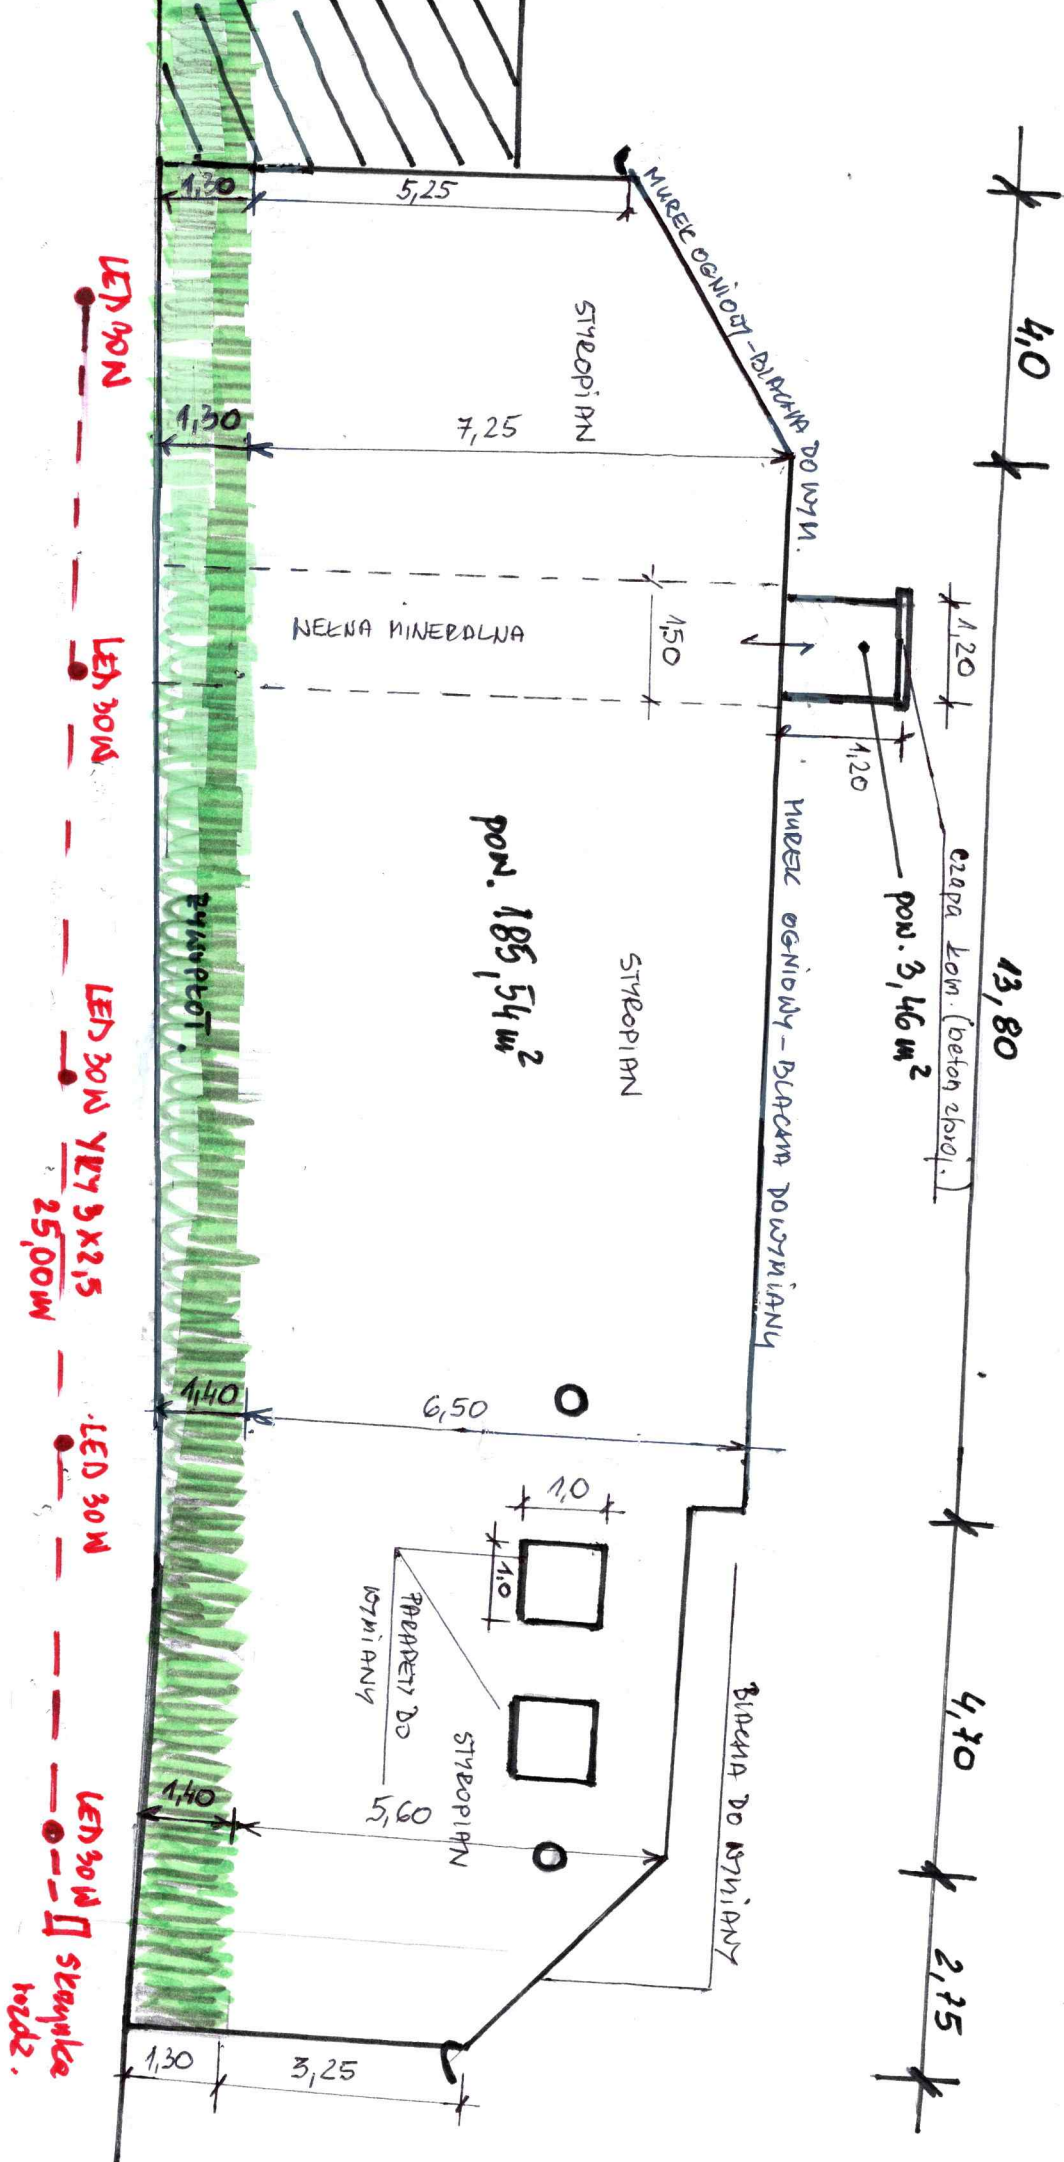 4,0
13,80
4,70
2,75
MUREK OGNIOWY-BLACHA DO WYM.
1,20
1,20
czapa kom. (beton zbroj.)
pow. 3,46 m²
MUREK OGNIOWY-BLACHA DO WYMIANY
BLACHA DO WYMIANY
5,25
STYROPIAN
7,25
WEŁNA MINERALNA
1,50
STYROPIAN
pow. 185,54 m²
6,50
1,0
1,0
PARAPETY DO
WYMIANY
STYROPIAN
5,60
3,25
1,30
1,30
ŻYWOPŁOT.
1,40
1,40
1,30
LED 30W
LED 30W
LED 30W YKY 3x2,5
25,00m
LED 30W
LED 30W
skrzynka
rozdz.